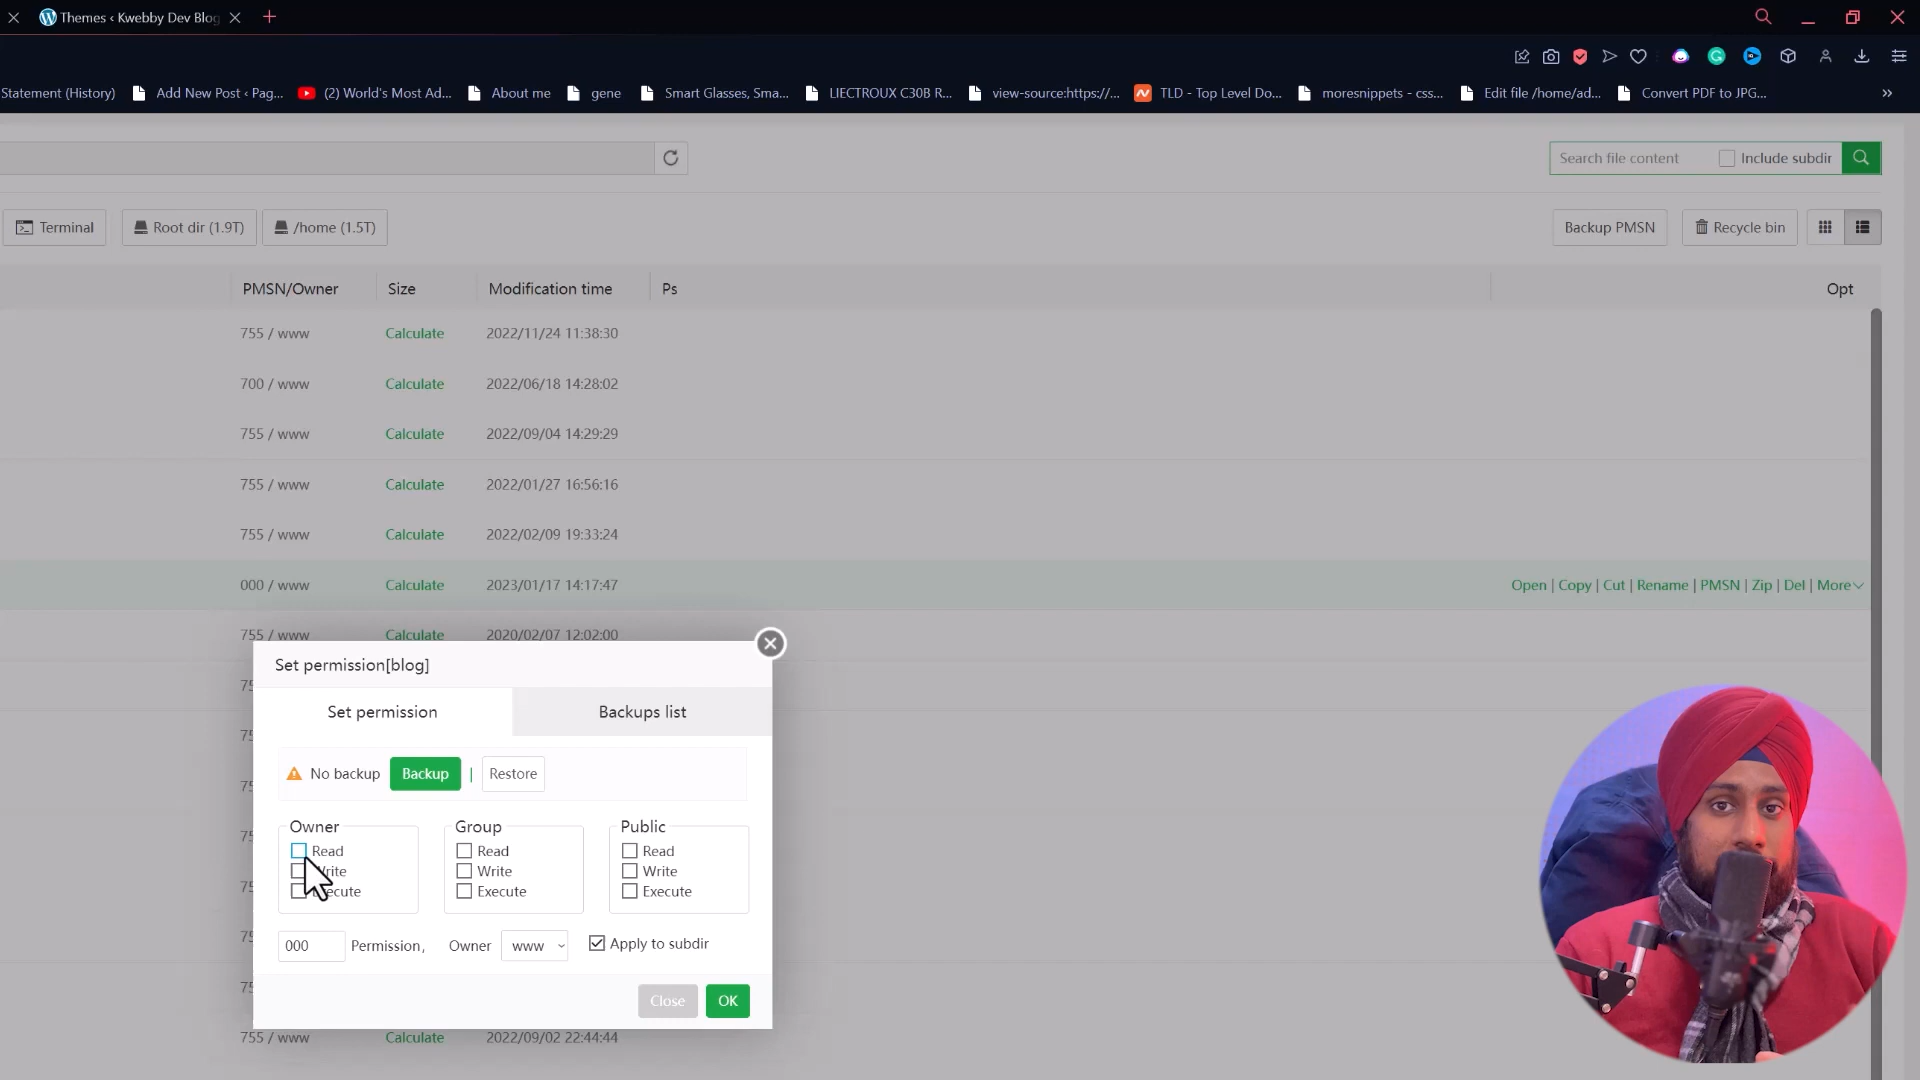 Themes ‹ Kwebby Dev Blog
Statement (History) Add New Post ‹ Pag... (2) World's Most Ad... About me gene Smart Glasses, Sma... LIECTROUX C30B R... view-source:https://... TLD - Top Level Do... moresnippets - css... Edit file /home/ad... Convert PDF to JPG... »
Search file content Include subdir
Terminal Root dir (1.9T) /home (1.5T) Backup PMSN Recycle bin
PMSN/Owner Size Modification time Ps Opt
755 / www Calculate 2022/11/24 11:38:30
700 / www Calculate 2022/06/18 14:28:02
755 / www Calculate 2022/09/04 14:29:29
755 / www Calculate 2022/01/27 16:56:16
755 / www Calculate 2022/02/09 19:33:24
000 / www Calculate 2023/01/17 14:17:47 Open | Copy | Cut | Rename | PMSN | Zip | Del | More
755 / www Calculate 2020/02/07 12:02:00
Set permission[blog]
Set permission Backups list
No backup Backup | Restore
Owner Group Public
Read Read Read
Write Write
Execute Execute
000 Permission, Owner www Apply to subdir
Close OK
755 / www Calculate 2022/09/02 22:44:44